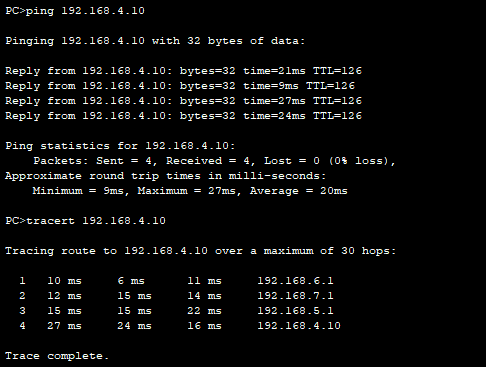 PC>ping 192.168.4.10
Pinging 192.168.4.10 with 32 bytes of data:
Reply from 192.168.4.10: bytes=32 time=21ms TTL=126
Reply from 192.168.4.10: bytes=32 time=9ms TTL=126
Reply from 192.168.4.10: bytes=32 time=27ms TTL=126
Reply from 192.168.4.10: bytes=32 time=24ms TTL=126
Ping statistics for 192.168.4.10:
    Packets: Sent = 4, Received = 4, Lost = 0 (0% loss),
Approximate round trip times in milli-seconds:
    Minimum = 9ms, Maximum = 27ms, Average = 20ms
PC>tracert 192.168.4.10
Tracing route to 192.168.4.10 over a maximum of 30 hops:
  1   10 ms     6 ms      11 ms     192.168.6.1
  2   12 ms     15 ms     14 ms     192.168.7.1
  3   15 ms     15 ms     22 ms     192.168.5.1
  4   27 ms     24 ms     16 ms     192.168.4.10
Trace complete.